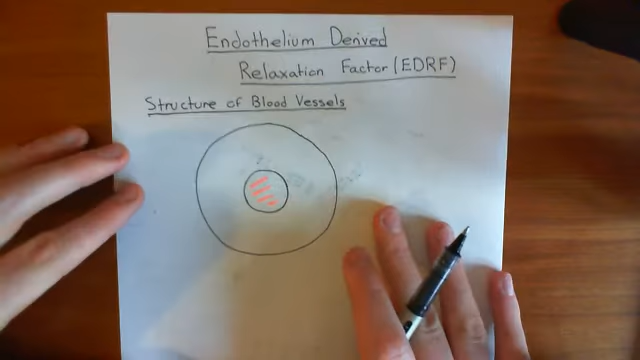 Endothelium Derived
Relaxation Factor (EDRF)
Structure of Blood Vessels